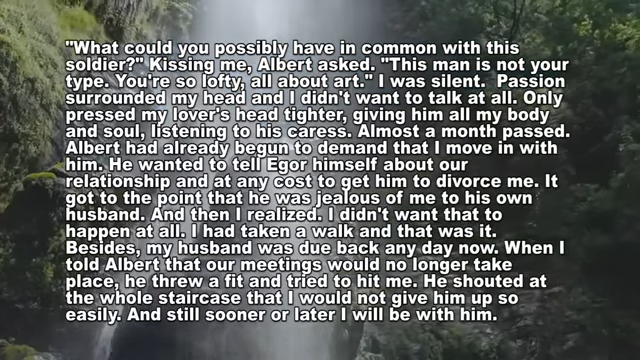 "What could you possibly have in common with this
soldier?" Kissing me, Albert asked. "This man is not your
type. You're so lofty, all about art." I was silent.  Passion
surrounded my head and I didn't want to talk at all. Only
pressed my lover's head tighter, giving him all my body
and soul, listening to his caress. Almost a month passed.
Albert had already begun to demand that I move in with
him. He wanted to tell Egor himself about our
relationship and at any cost to get him to divorce me. It
got to the point that he was jealous of me to his own
husband. And then I realized. I didn't want that to
happen at all. I had taken a walk and that was it.
Besides, my husband was due back any day now. When I
told Albert that our meetings would no longer take
place, he threw a fit and tried to hit me. He shouted at
the whole staircase that I would not give him up so
easily. And still sooner or later I will be with him.